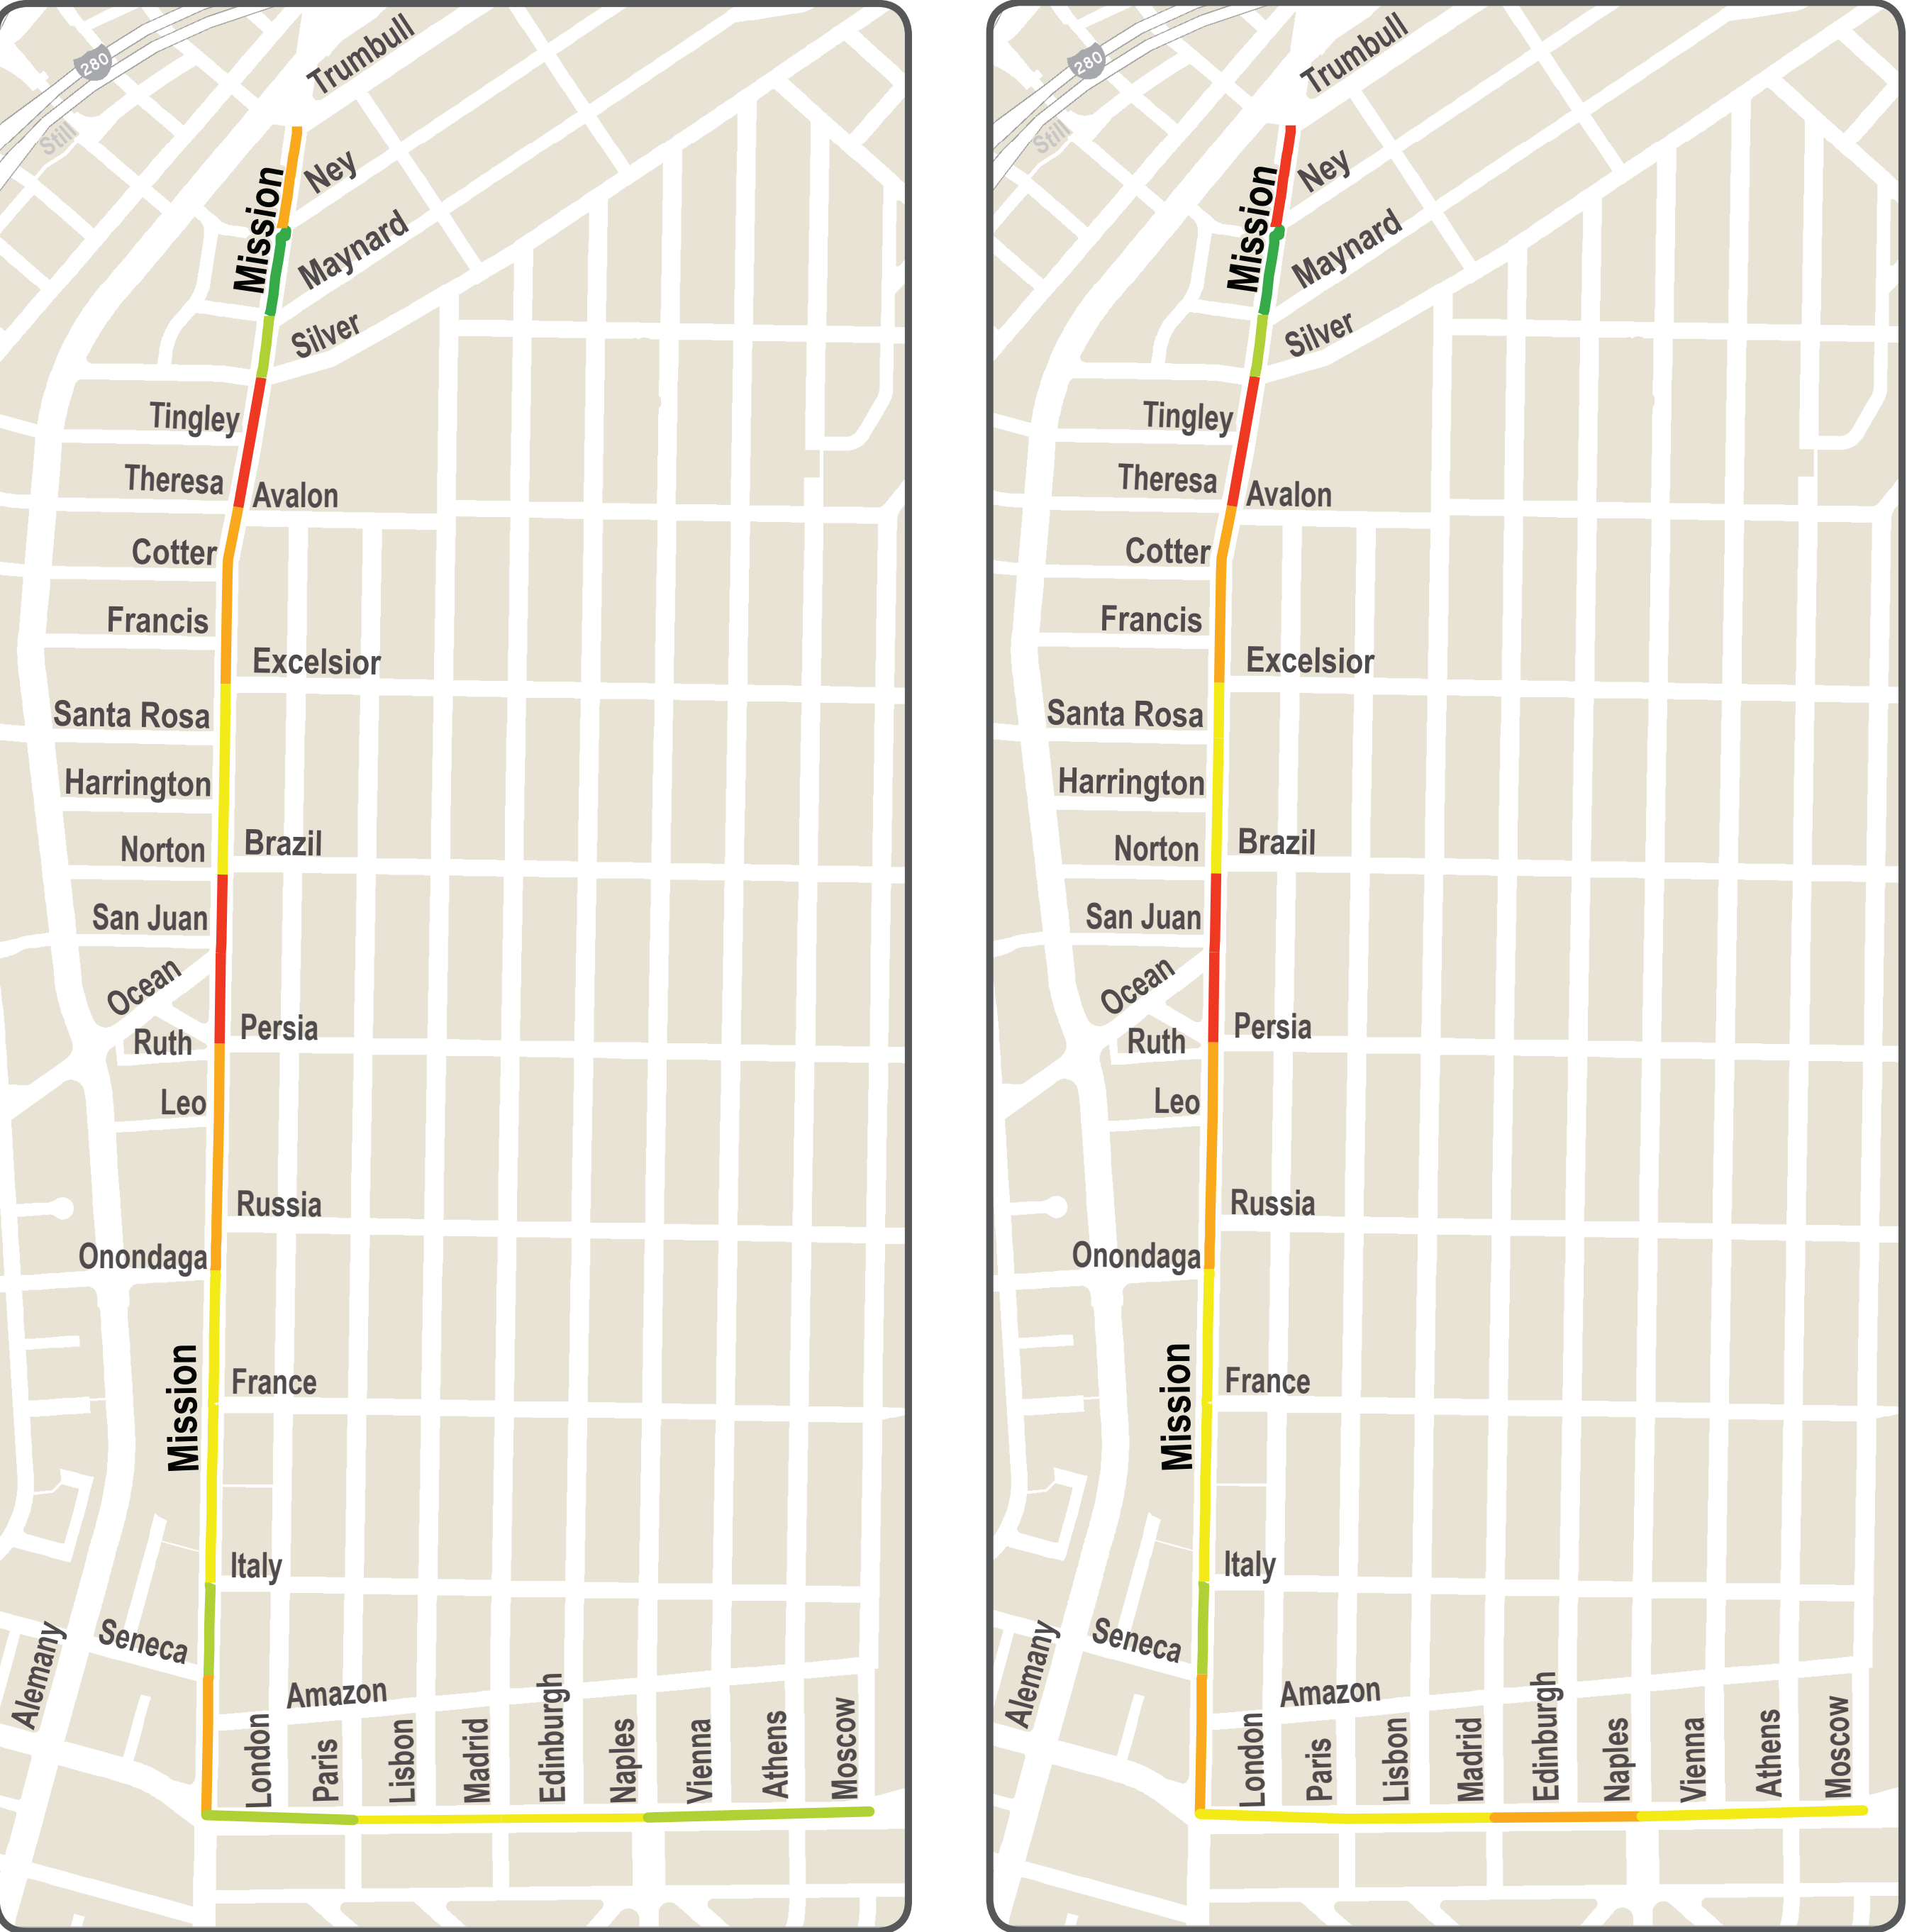 Trumbull
280
Still
Ney
Mission
Maynard
Silver
Tingley
Theresa
Avalon
Cotter
Francis
Excelsior
Santa Rosa
Harrington
Norton
Brazil
San Juan
Ocean
Ruth
Persia
Leo
Russia
Onondaga
France
Mission
Italy
Seneca
Alemany
Amazon
London
Paris
Lisbon
Madrid
Edinburgh
Naples
Vienna
Athens
Moscow
Trumbull
280
Still
Ney
Mission
Maynard
Silver
Tingley
Theresa
Avalon
Cotter
Francis
Excelsior
Santa Rosa
Harrington
Norton
Brazil
San Juan
Ocean
Ruth
Persia
Leo
Russia
Onondaga
France
Mission
Italy
Seneca
Alemany
Amazon
London
Paris
Lisbon
Madrid
Edinburgh
Naples
Vienna
Athens
Moscow